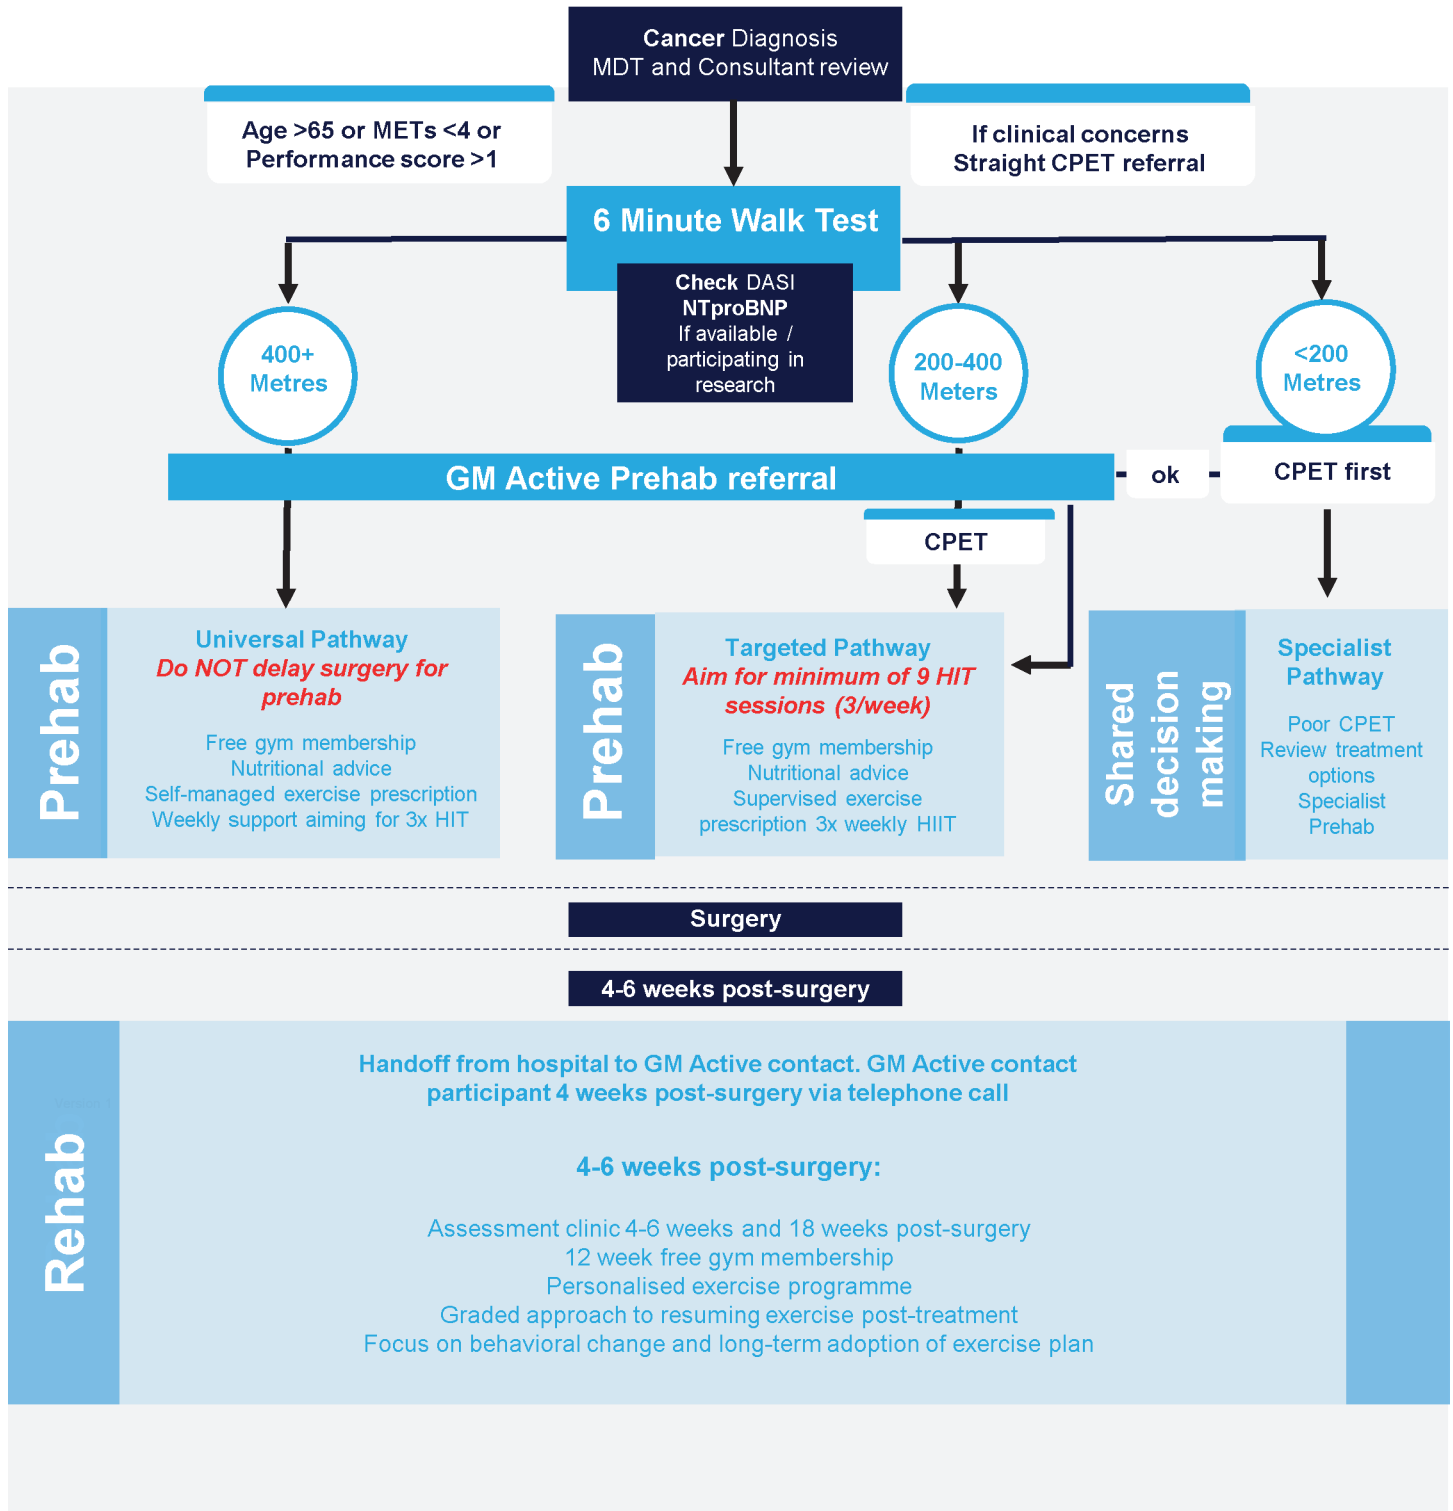 Cancer Diagnosis
MDT and Consultant review
Age >65 or METs <4 or
Performance score >1
If clinical concerns
Straight CPET referral
6 Minute Walk Test
Check DASI
NTproBNP
If available /
participating in
research
400+
Metres
200-400
Meters
<200
Metres
GM Active Prehab referral
ok
CPET first
CPET
Prehab
Universal Pathway
Do NOT delay surgery for
prehab
Free gym membership
Nutritional advice
Self-managed exercise prescription
Weekly support aiming for 3x HIT
Prehab
Targeted Pathway
Aim for minimum of 9 HIT
sessions (3/week)
Free gym membership
Nutritional advice
Supervised exercise
prescription 3x weekly HIIT
Shared
decision
making
Specialist
Pathway
Poor CPET
Review treatment
options
Specialist
Prehab
Surgery
4-6 weeks post-surgery
Rehab
Handoff from hospital to GM Active contact. GM Active contact
participant 4 weeks post-surgery via telephone call
4-6 weeks post-surgery:
Assessment clinic 4-6 weeks and 18 weeks post-surgery
12 week free gym membership
Personalised exercise programme
Graded approach to resuming exercise post-treatment
Focus on behavioral change and long-term adoption of exercise plan